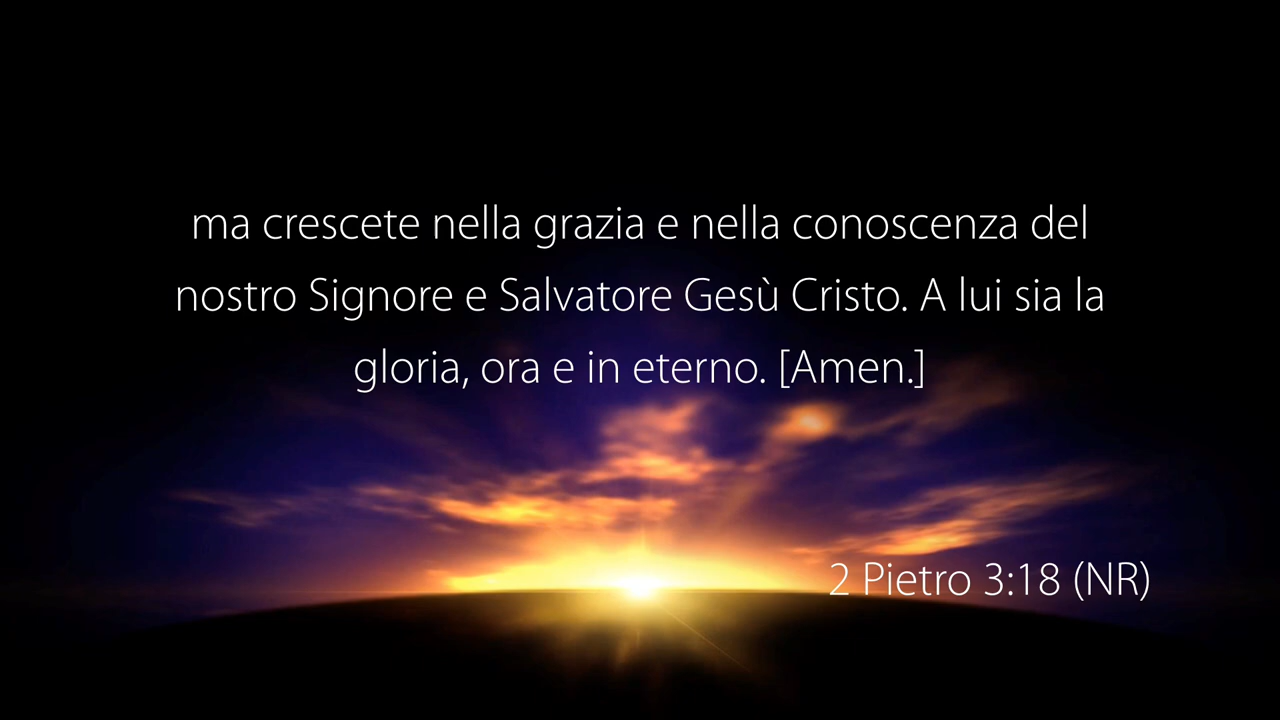 ma crescete nella grazia e nella conoscenza del
nostro Signore e Salvatore Gesù Cristo. A lui sia la
gloria, ora e in eterno. [Amen.]
2 Pietro 3:18 (NR)